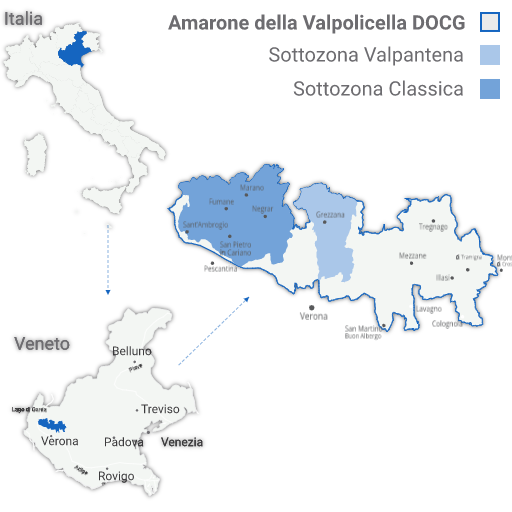 Italia
Amarone della Valpolicella DOCG
Sottozona Valpantena
Sottozona Classica
Marano
Fumane
Negrar
Sant'Ambrogio
San Pietro
in Cariano
Pescantina
Grezzana
Tregnago
Mezzane
Illasi
Verona
San Martino
Buon Albergo
Lavagno
Colognola
Veneto
Belluno
Piave
Treviso
Lago di Garda
Verona
Padova
Venezia
Adige
Rovigo